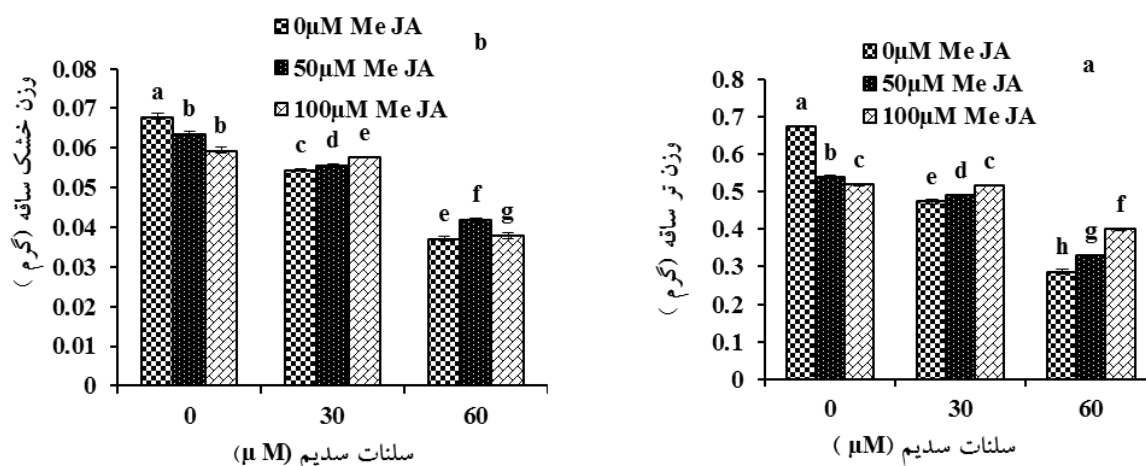 0µM Me JA
b
50µM Me JA
100µM Me JA
وزن خشک ساقه (گرم )
0.08
0.07
0.06
0.05
0.04
0.03
0.02
0.01
0
a
b
b
c
d
e
e
f
g
0
30
60
سلنات سدیم (µ M)
0µM Me JA
a
50µM Me JA
100µM Me JA
وزن تر ساقه (گرم )
0.8
0.7
0.6
0.5
0.4
0.3
0.2
0.1
0
a
b
c
e
d
c
h
g
f
0
30
60
سلنات سدیم (µM )